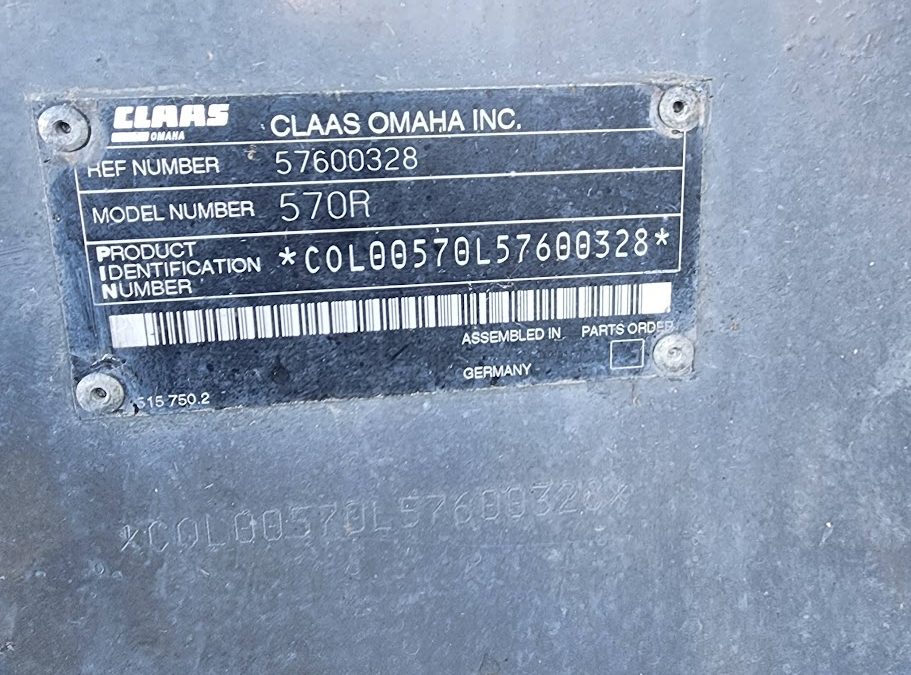 CLAAS
OMAHA
CLAAS OMAHA INC.
REF NUMBER 57600328
MODEL NUMBER 570R
PRODUCT
IDENTIFICATION
NUMBER
*COL00570L57600328*
ASSEMBLED IN PARTS ORDER
GERMANY
515 750.2
*COL00570L57600328*